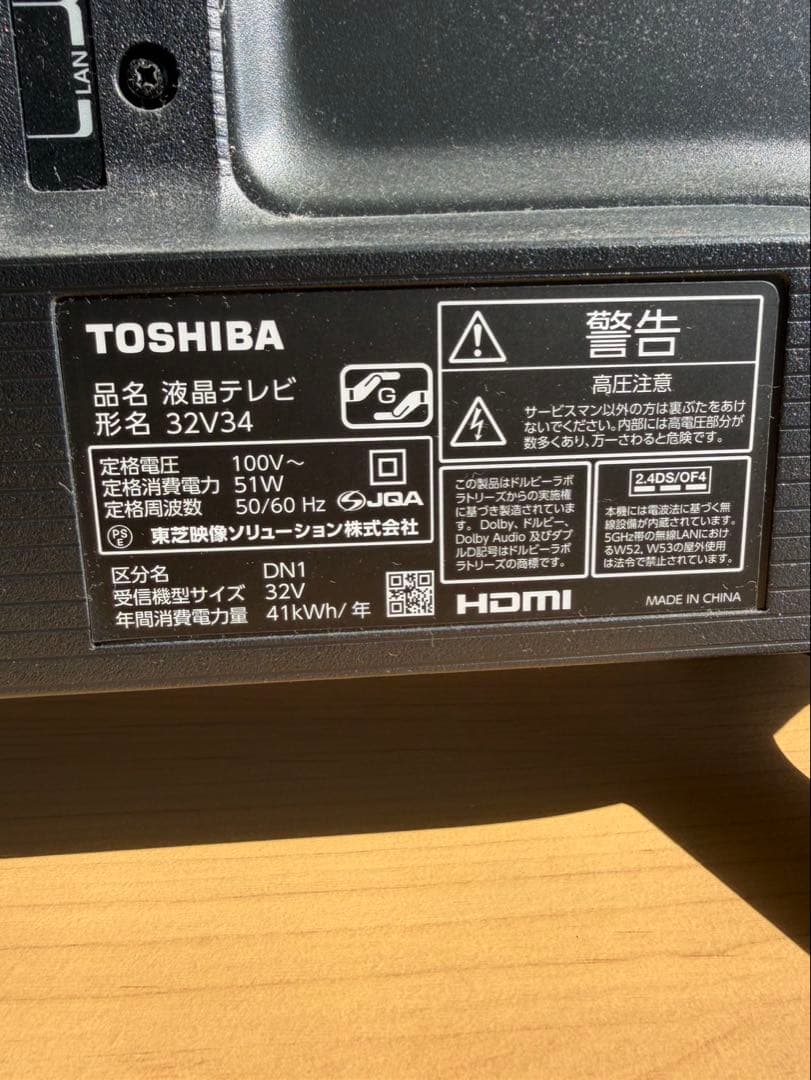 LAN
TOSHIBA
品名 液晶テレビ
形名 32V34
G
定格電圧 100V～
定格消費電力 51W
定格周波数 50/60 Hz
JQA
PS
E
東芝映像ソリューション株式会社
区分名 DN1
受信機型サイズ 32V
年間消費電力量 41kWh/年
警告
高圧注意
サービスマン以外の方は裏ぶたをあけ
ないでください。内部には高電圧部分が
数多くあり、万一さわると危険です。
この製品はドルビーラボ
ラトリーズからの実施権
に基づき製造されていま
す。Dolby、ドルビー、
Dolby Audio 及びダブ
ルD記号はドルビーラボ
ラトリーズの商標です。
2.4DS/OF4
本機には電波法に基づく無
線設備が内蔵されています。
5GHz帯の無線LANにおけ
るW52、W53の屋外使用
は法令で禁止されています。
HDMI
MADE IN CHINA